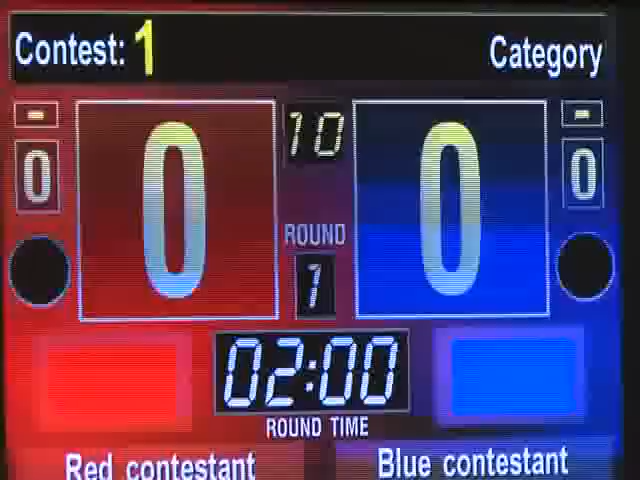 Contest: 1 Category
- 10 -
0 0 0 0
ROUND
1
02:00
ROUND TIME
Red contestant Blue contestant